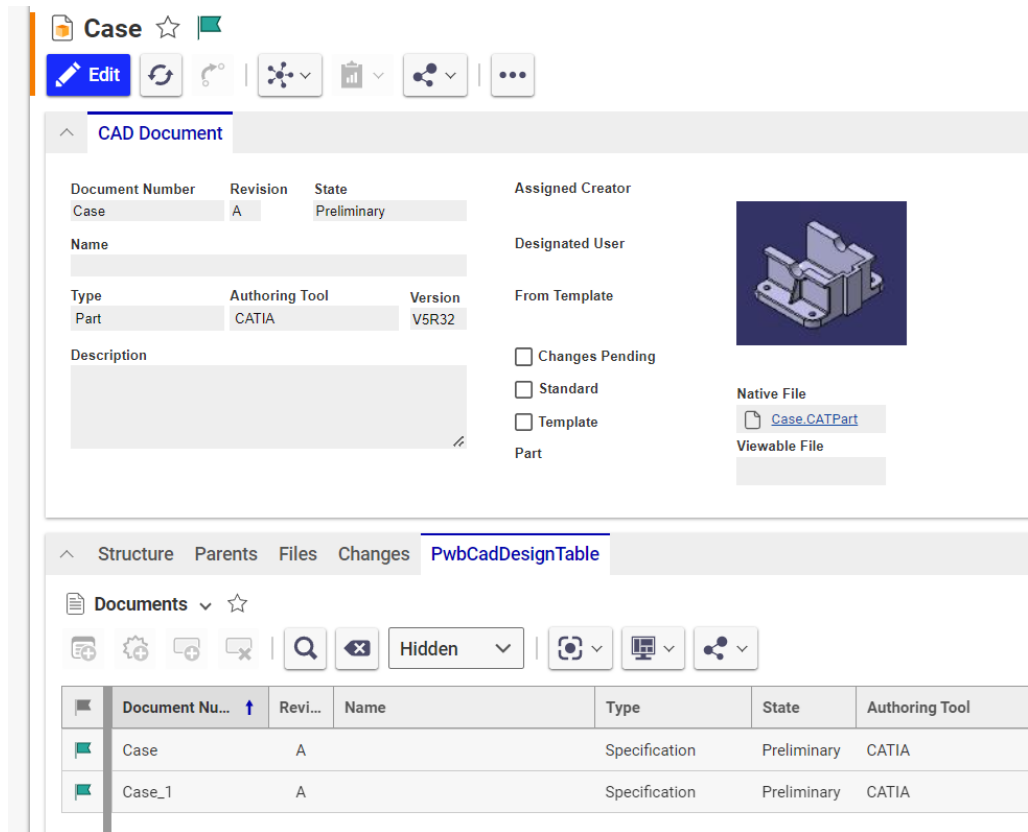 Case
Edit
CAD Document
Document Number Revision State
Case A Preliminary
Name
Type Authoring Tool Version
Part CATIA V5R32
Description
Assigned Creator
Designated User
From Template
Changes Pending
Standard
Template
Part
Native File
Case.CATPart
Viewable File
Structure Parents Files Changes PwbCadDesignTable
Documents
Hidden
Document Nu... Revi... Name Type State Authoring Tool
Case A Specification Preliminary CATIA
Case_1 A Specification Preliminary CATIA